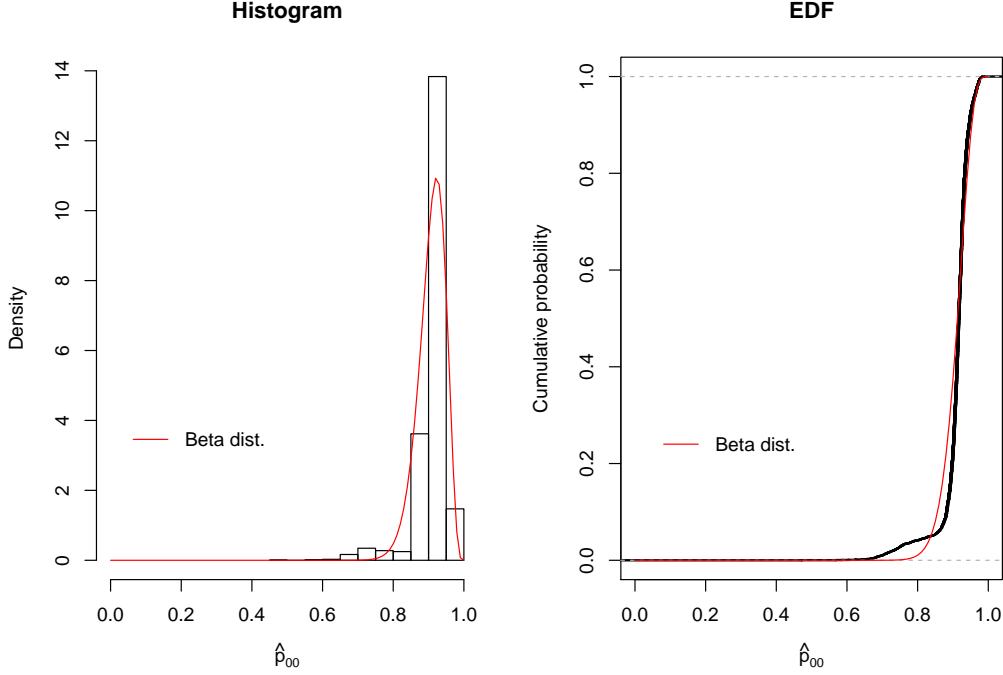 Histogram
Density
14
12
10
8
6
4
2
0
Beta dist.
0.0 0.2 0.4 0.6 0.8 1.0
p̂₀₀
EDF
Cumulative probability
1.0
0.8
0.6
0.4
0.2
0.0
Beta dist.
0.0 0.2 0.4 0.6 0.8 1.0
p̂₀₀